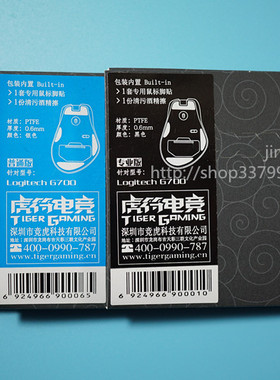 包装内置 Built-in
• 1套专用鼠标脚贴
• 1份清污酒精擦
材质: PTFE
厚度: 0.6mm
颜色: 银色
普通版
针对型号:
Logitech G700
虎符电竞
TIGER GAMING
深圳市竞虎科技有限公司
400-0990-787
www.tigergaming.cn
6 924966 900065
包装内置 Built-in
• 1套专用鼠标脚贴
• 1份清污酒精擦
材质: PTFE
厚度: 0.6mm
颜色: 黑色
专业版
针对型号:
Logitech G700
虎符电竞
TIGER GAMING
深圳市竞虎科技有限公司
400-0990-787
www.tigergaming.cn
6 924966 900010
jin
http://shop33799